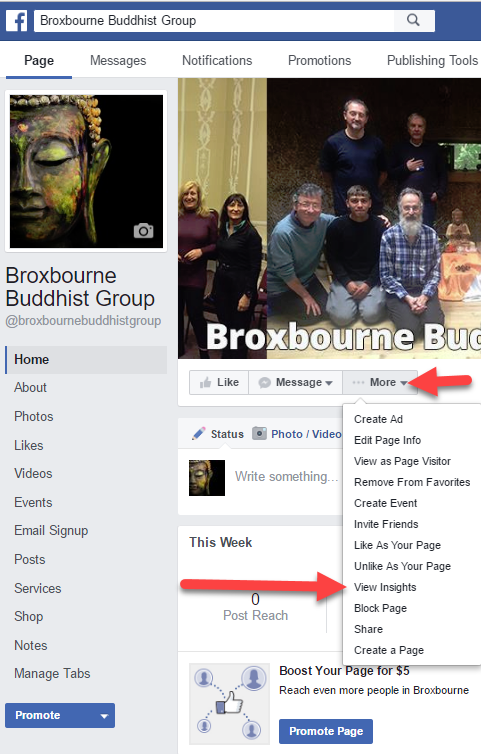 f
Broxbourne Buddhist Group
Page Messages Notifications Promotions Publishing Tools
Broxbourne
Buddhist Group
@broxbournebuddhistgroup
Home
About
Photos
Likes
Videos
Events
Email Signup
Posts
Services
Shop
Notes
Manage Tabs
Promote
Broxbourne Bud
Like Message More
Create Ad
Edit Page Info
View as Page Visitor
Remove From Favorites
Create Event
Invite Friends
Like As Your Page
Unlike As Your Page
View Insights
Block Page
Share
Create a Page
Status Photo / Video
Write something...
This Week
0
Post Reach
Boost Your Page for $5
Reach even more people in Broxbourne
Promote Page